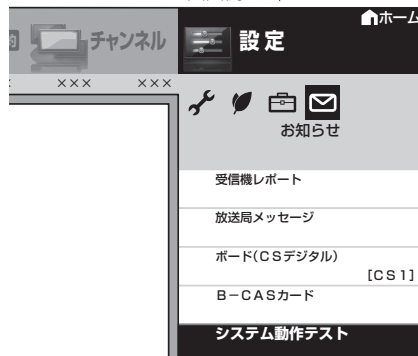 ホーム
チャンネル
設定
××× ×××
お知らせ
受信機レポート
放送局メッセージ
ボード(CSデジタル)
[CS1]
B-CASカード
システム動作テスト